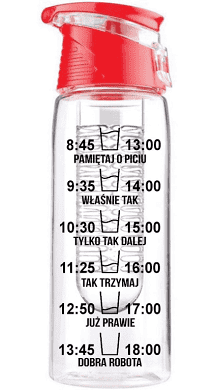 8:45 13:00
PAMIĘTAJ O PICIU
9:35 14:00
WŁAŚNIE TAK
10:30 15:00
TYLKO TAK DALEJ
11:25 16:00
TAK TRZYMAJ
12:50 17:00
JUŻ PRAWIE
13:45 18:00
DOBRA ROBOTA